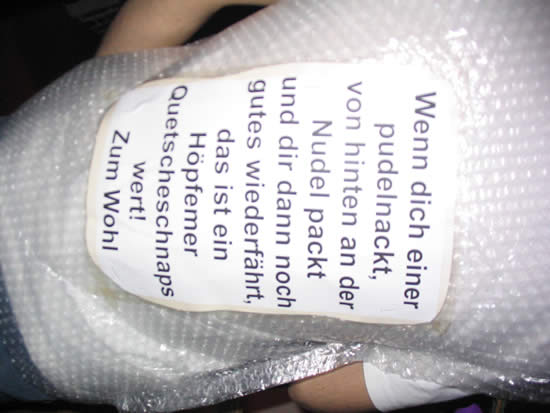 Wenn dich einer
pudelnackt,
von hinten an der
Nudel packt
und dir dann noch
gutes wiederfährt,
das ist ein
Höpfemer
Quetscheschnaps
wert!
Zum Wohl